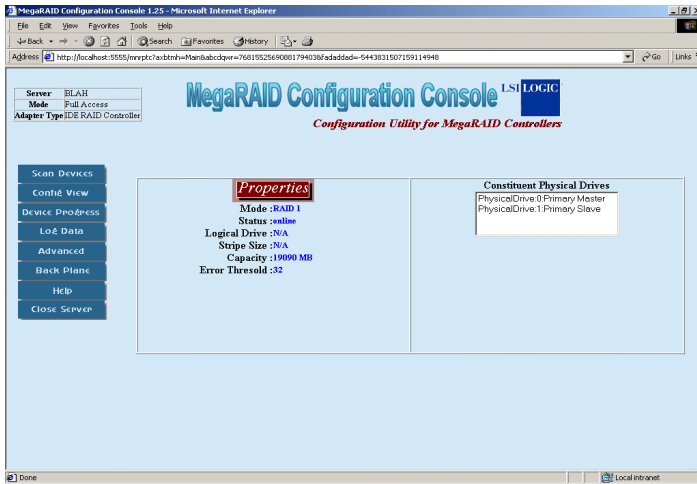 MegaRAID Configuration Console 1.25 - Microsoft Internet Explorer
File Edit View Favorites Tools Help
Back Search Favorites History
Address http://localhost:5555/mnrptc?axbtmh=Main&abcdqwr=7681552569088179403&fadaddad=-5443831507159114948 Go Links
Server BLAH
Mode Full Access
Adapter Type IDE RAID Controller
MegaRAID Configuration Console LSI LOGIC
Configuration Utility for MegaRAID Controllers
Scan Devices
Config View
Device Progress
Log Data
Advanced
Back Plane
Help
Close Server
Properties
Mode :RAID 1
Status :online
Logical Drive :N/A
Stripe Size :N/A
Capacity :19090 MB
Error Thresold :32
Constituent Physical Drives
PhysicalDrive:0:Primary Master
PhysicalDrive:1:Primary Slave
Done Local intranet